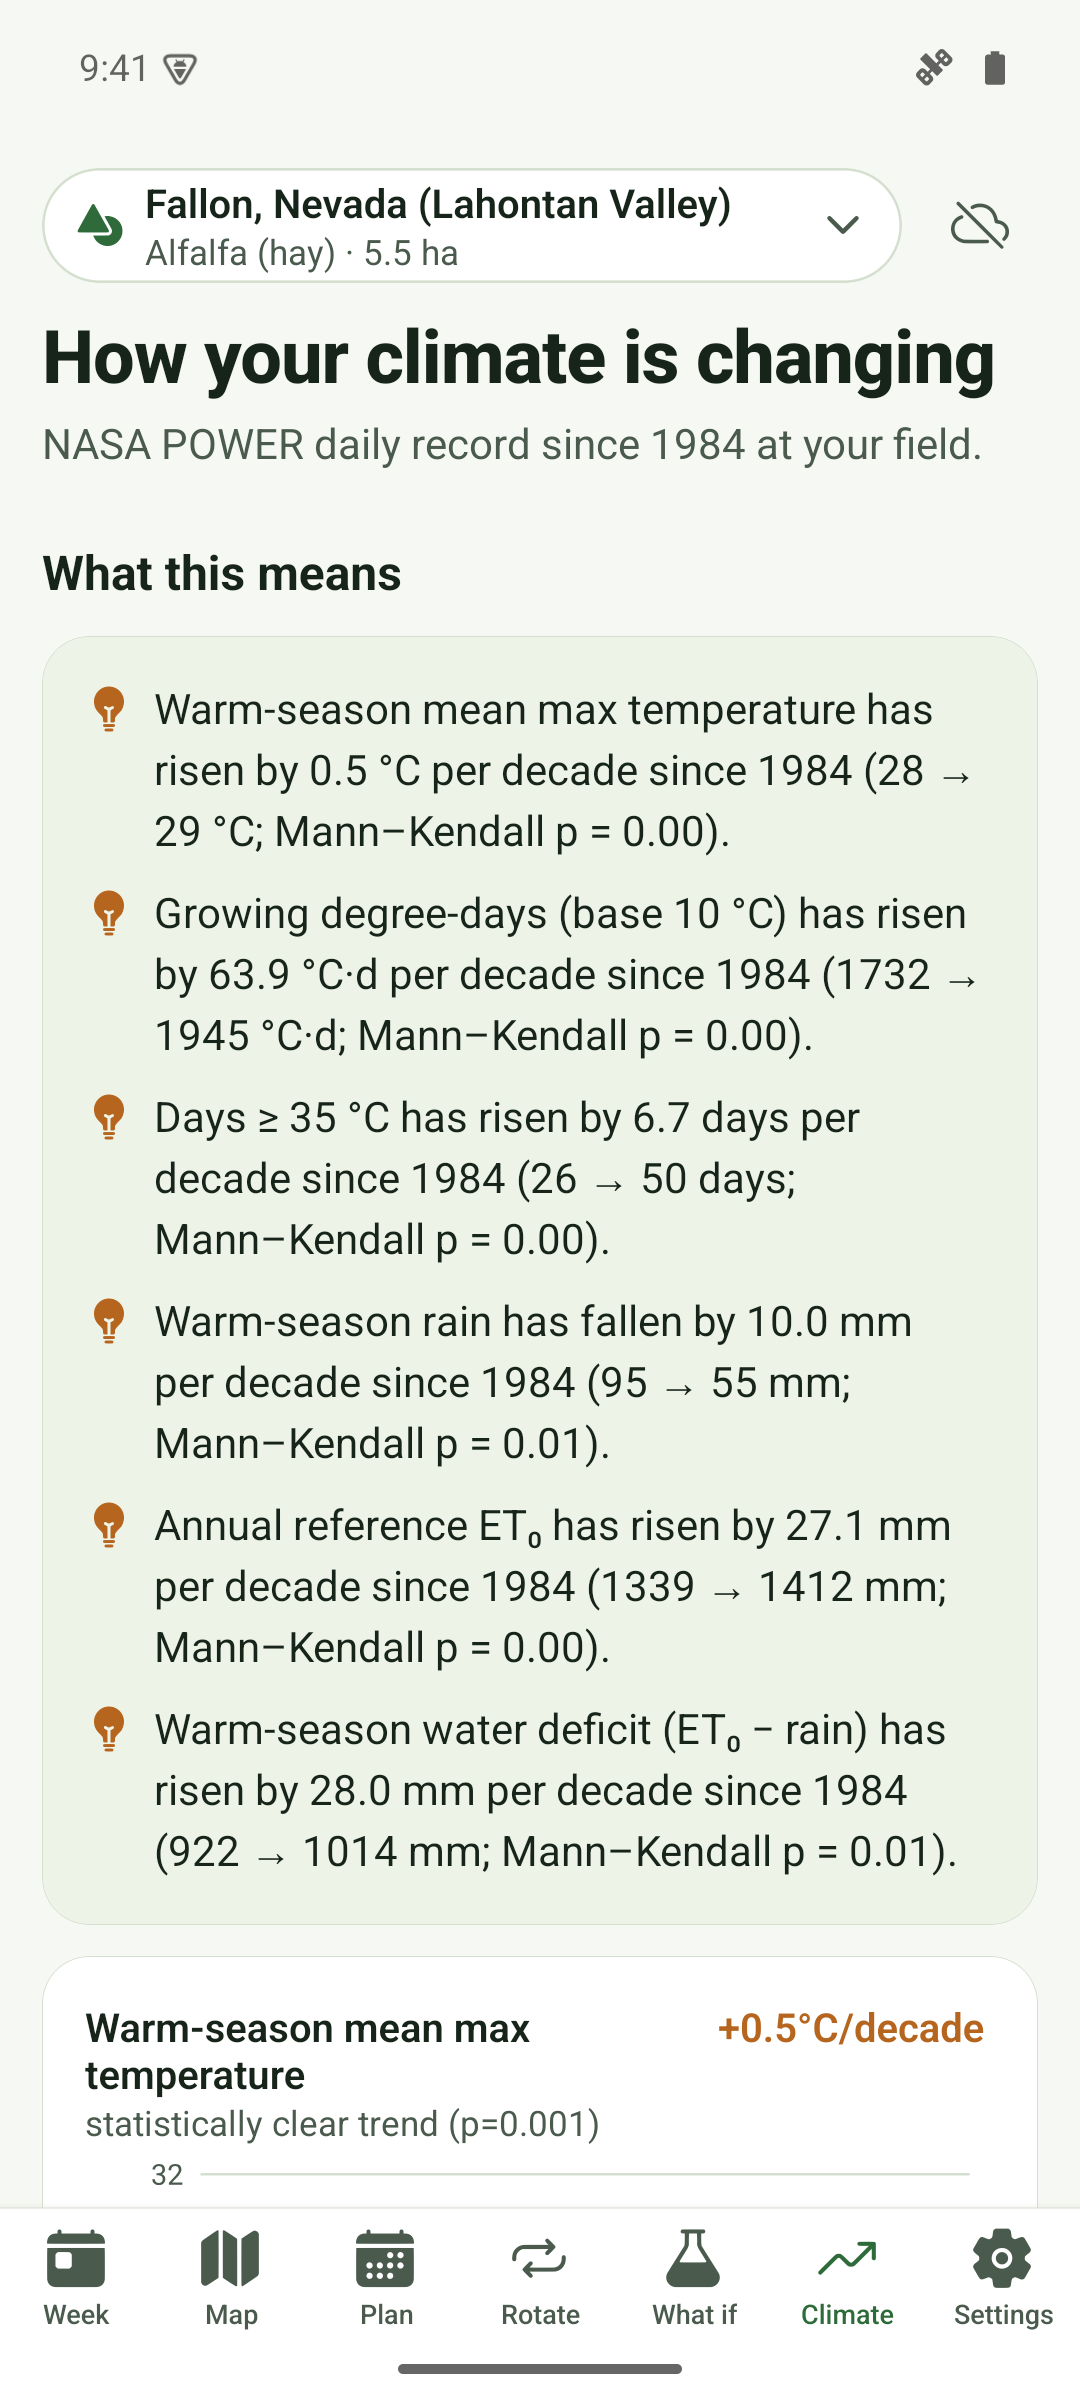 9:41
Fallon, Nevada (Lahontan Valley)
Alfalfa (hay) · 5.5 ha
How your climate is changing
NASA POWER daily record since 1984 at your field.
What this means
Warm-season mean max temperature has
risen by 0.5 °C per decade since 1984 (28 →
29 °C; Mann–Kendall p = 0.00).
Growing degree-days (base 10 °C) has risen
by 63.9 °C·d per decade since 1984 (1732 →
1945 °C·d; Mann–Kendall p = 0.00).
Days ≥ 35 °C has risen by 6.7 days per
decade since 1984 (26 → 50 days;
Mann–Kendall p = 0.00).
Warm-season rain has fallen by 10.0 mm
per decade since 1984 (95 → 55 mm;
Mann–Kendall p = 0.01).
Annual reference ET₀ has risen by 27.1 mm
per decade since 1984 (1339 → 1412 mm;
Mann–Kendall p = 0.00).
Warm-season water deficit (ET₀ − rain) has
risen by 28.0 mm per decade since 1984
(922 → 1014 mm; Mann–Kendall p = 0.01).
Warm-season mean max
temperature
+0.5°C/decade
statistically clear trend (p=0.001)
32
Week
Map
Plan
Rotate
What if
Climate
Settings